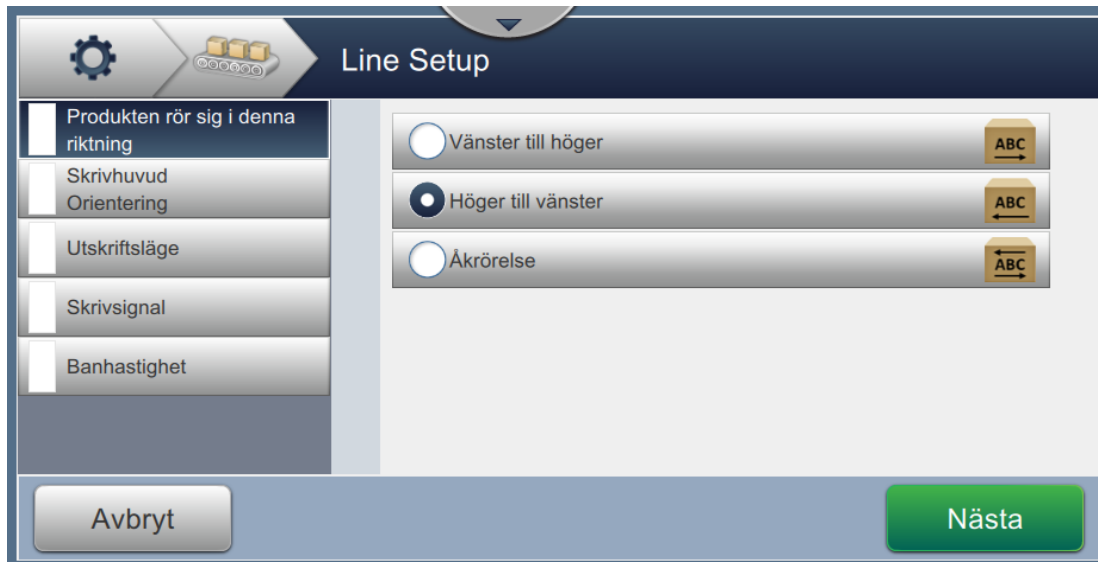 Line Setup
Produkten rör sig i denna
riktning
Skrivhuvud
Orientering
Utskriftsläge
Skrivsignal
Banhastighet
Vänster till höger
ABC
Höger till vänster
ABC
Åkrörelse
ABC
Avbryt
Nästa